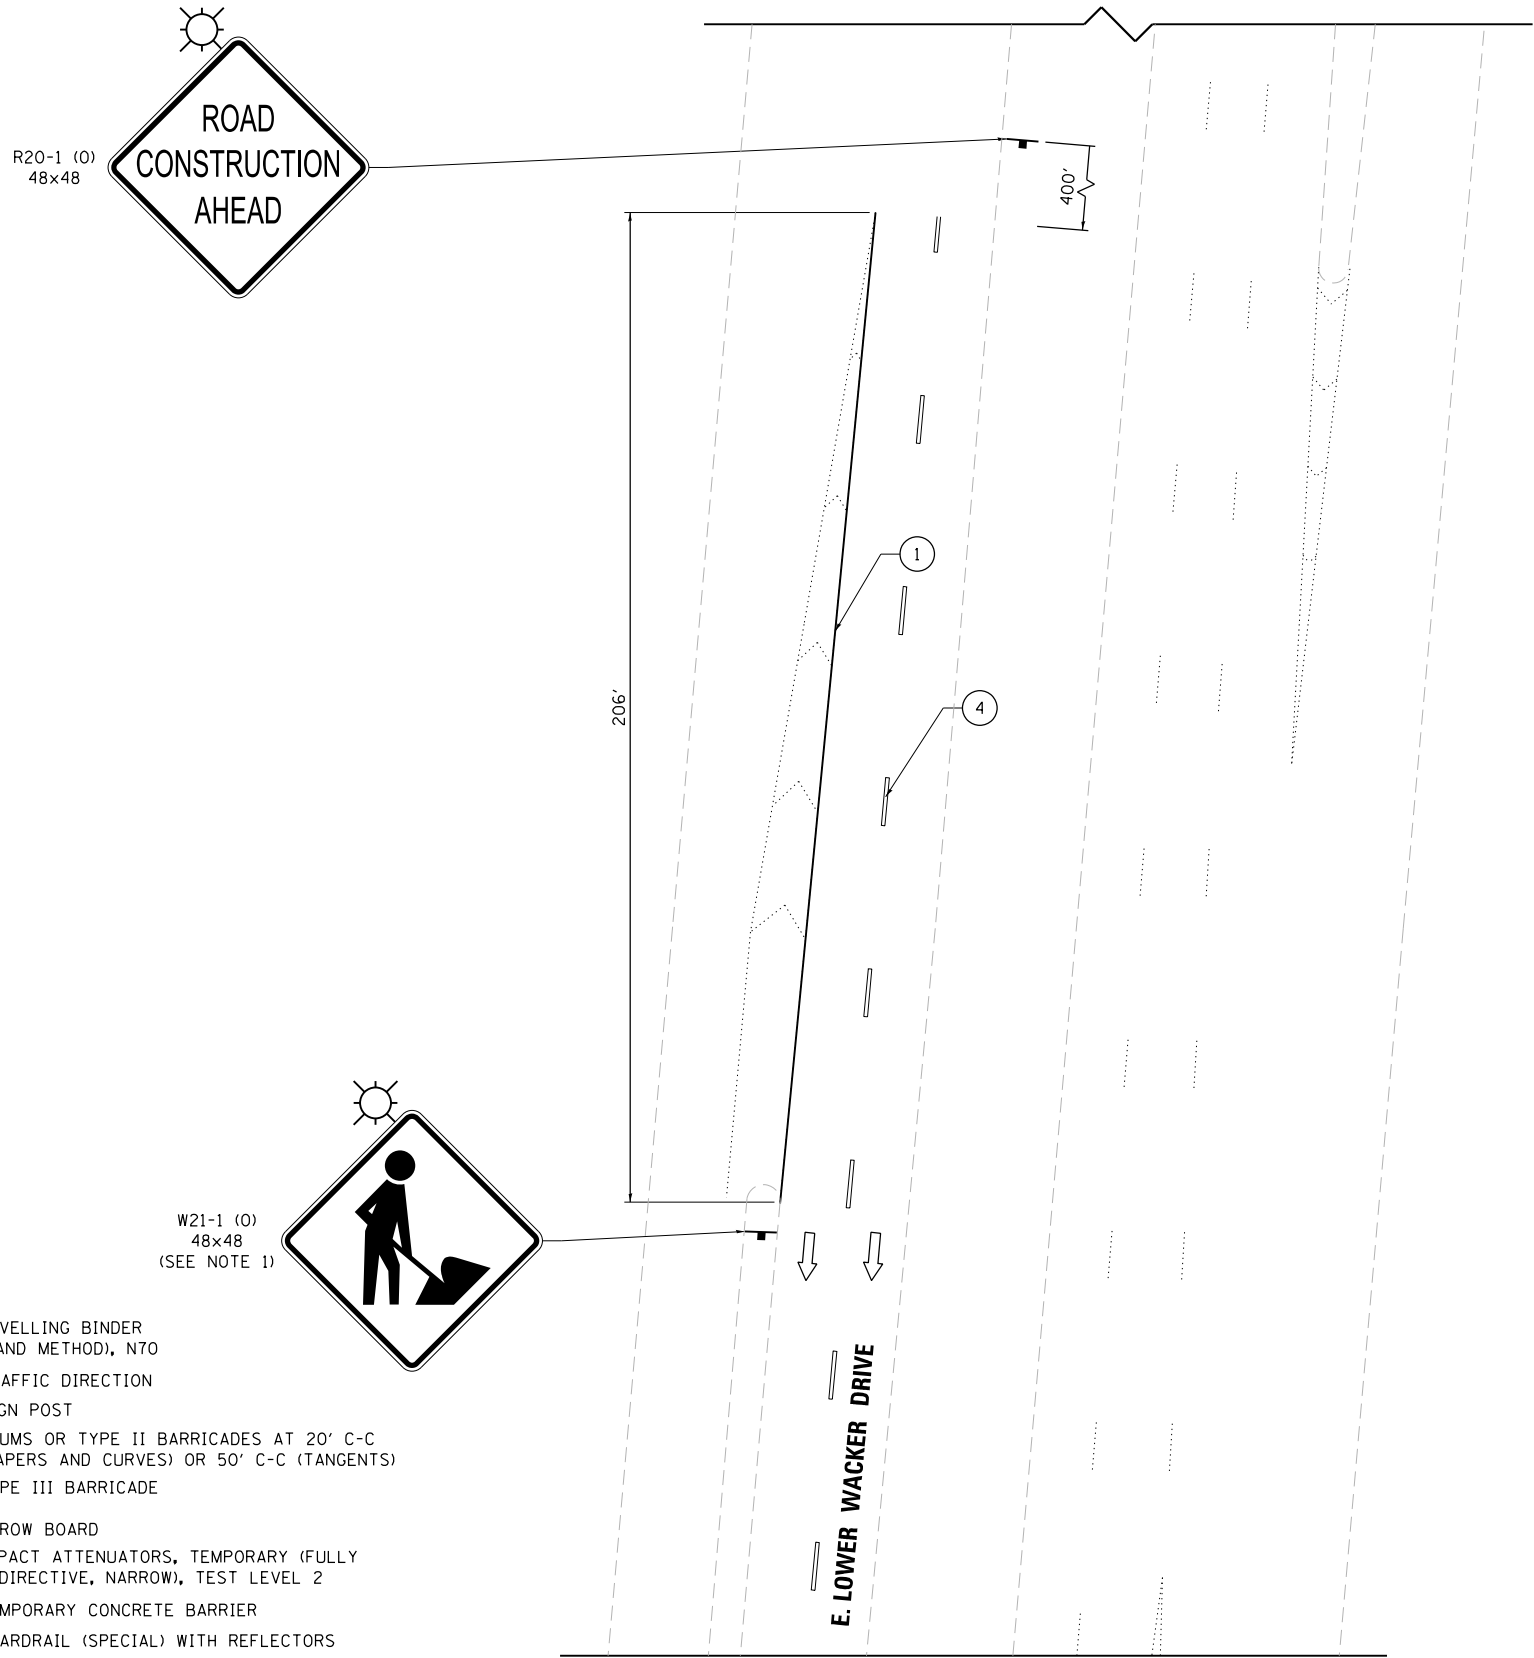 ROAD
CONSTRUCTION
AHEAD
R20-1 (O)
48x48
400'
1
206'
4
W21-1 (O)
48x48
(SEE NOTE 1)
VELLING BINDER
AND METHOD), N70
AFFIC DIRECTION
GN POST
UMS OR TYPE II BARRICADES AT 20' C-C
APERS AND CURVES) OR 50' C-C (TANGENTS)
PE III BARRICADE
ROW BOARD
PACT ATTENUATORS, TEMPORARY (FULLY
DIRECTIVE, NARROW), TEST LEVEL 2
MPORARY CONCRETE BARRIER
ARDRAIL (SPECIAL) WITH REFLECTORS
E. LOWER WACKER DRIVE